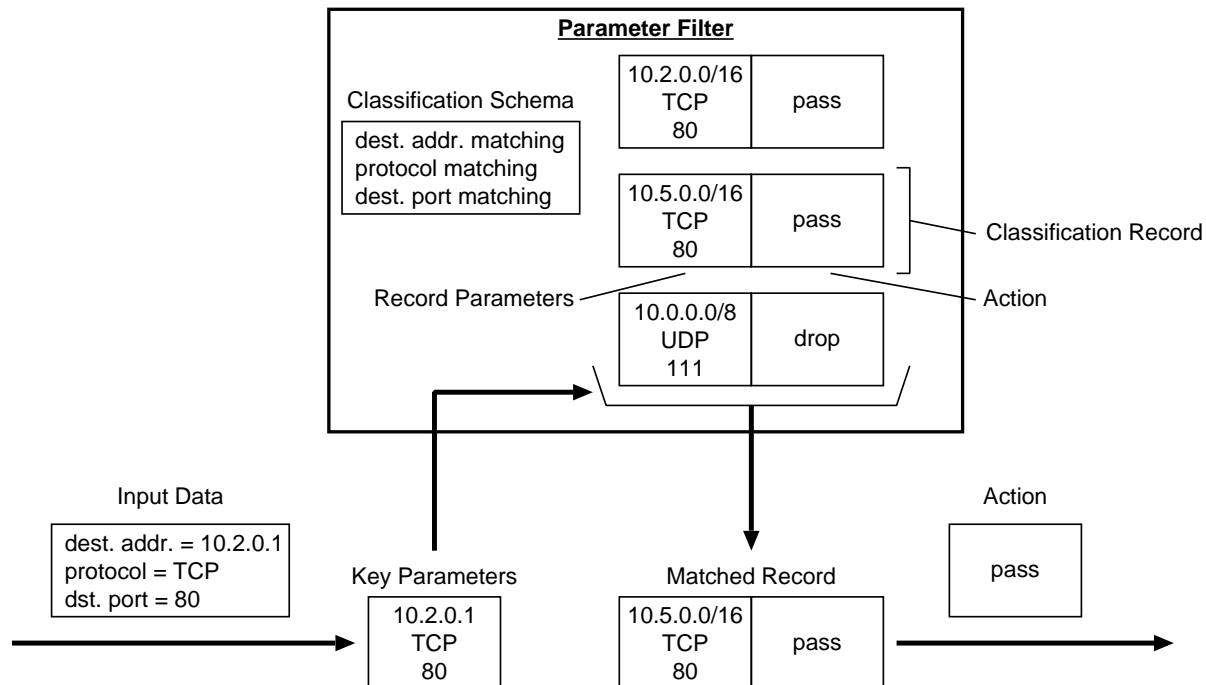 Parameter Filter
Classification Schema
dest. addr. matching
protocol matching
dest. port matching
10.2.0.0/16
TCP
80
pass
10.5.0.0/16
TCP
80
pass
Classification Record
Record Parameters
Action
10.0.0.0/8
UDP
111
drop
Input Data
dest. addr. = 10.2.0.1
protocol = TCP
dst. port = 80
Key Parameters
10.2.0.1
TCP
80
Matched Record
10.5.0.0/16
TCP
80
pass
Action
pass